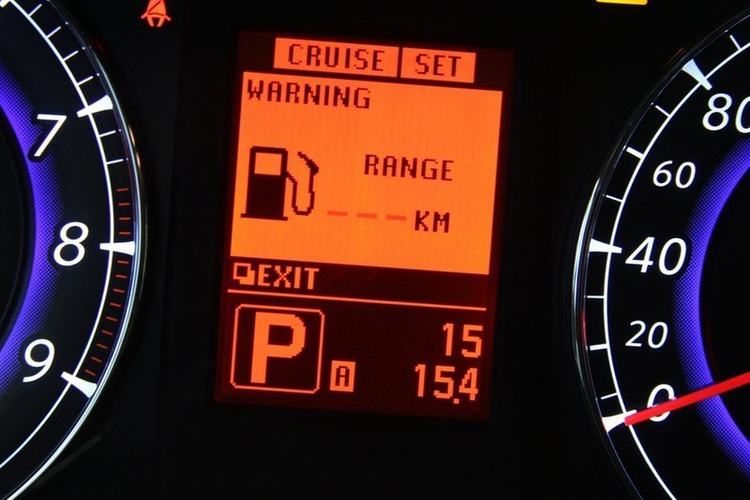 CRUISE SET
WARNING
RANGE
--- KM
EXIT
P
A
15
15.4
7
8
9
80
60
40
20
0